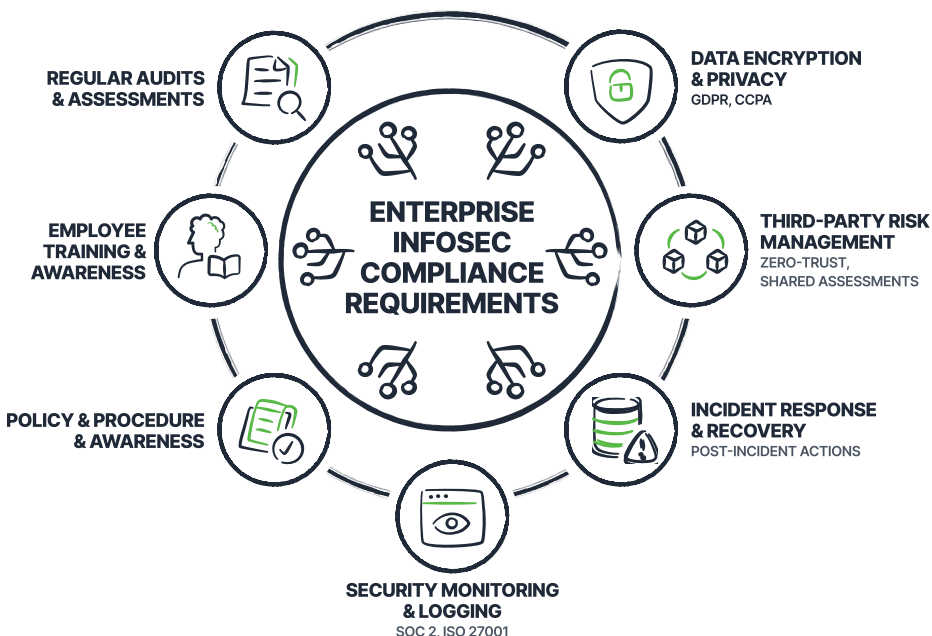 ENTERPRISE
INFOSEC
COMPLIANCE
REQUIREMENTS
DATA ENCRYPTION
& PRIVACY
GDPR, CCPA
THIRD-PARTY RISK
MANAGEMENT
ZERO-TRUST,
SHARED ASSESSMENTS
INCIDENT RESPONSE
& RECOVERY
POST-INCIDENT ACTIONS
SECURITY MONITORING
& LOGGING
SOC 2, ISO 27001
POLICY & PROCEDURE
& AWARENESS
EMPLOYEE
TRAINING &
AWARENESS
REGULAR AUDITS
& ASSESSMENTS